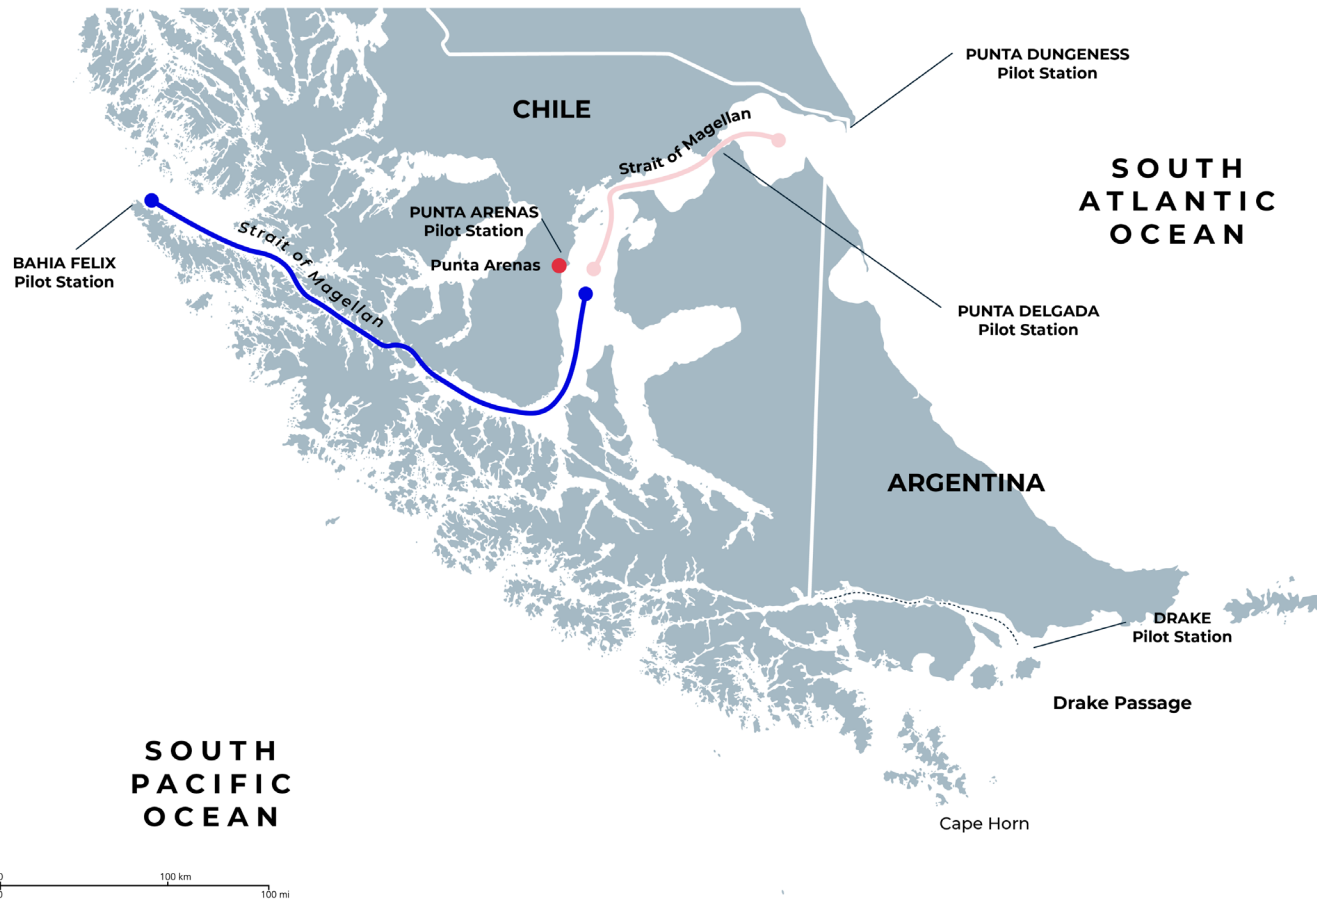 PUNTA DUNGENESS
Pilot Station
CHILE
Strait of Magellan
SOUTH
ATLANTIC
OCEAN
PUNTA ARENAS
Pilot Station
Punta Arenas
BAHIA FELIX
Pilot Station
Strait of Magellan
PUNTA DELGADA
Pilot Station
ARGENTINA
DRAKE
Pilot Station
Drake Passage
SOUTH
PACIFIC
OCEAN
Cape Horn
0
100 km
0
100 mi